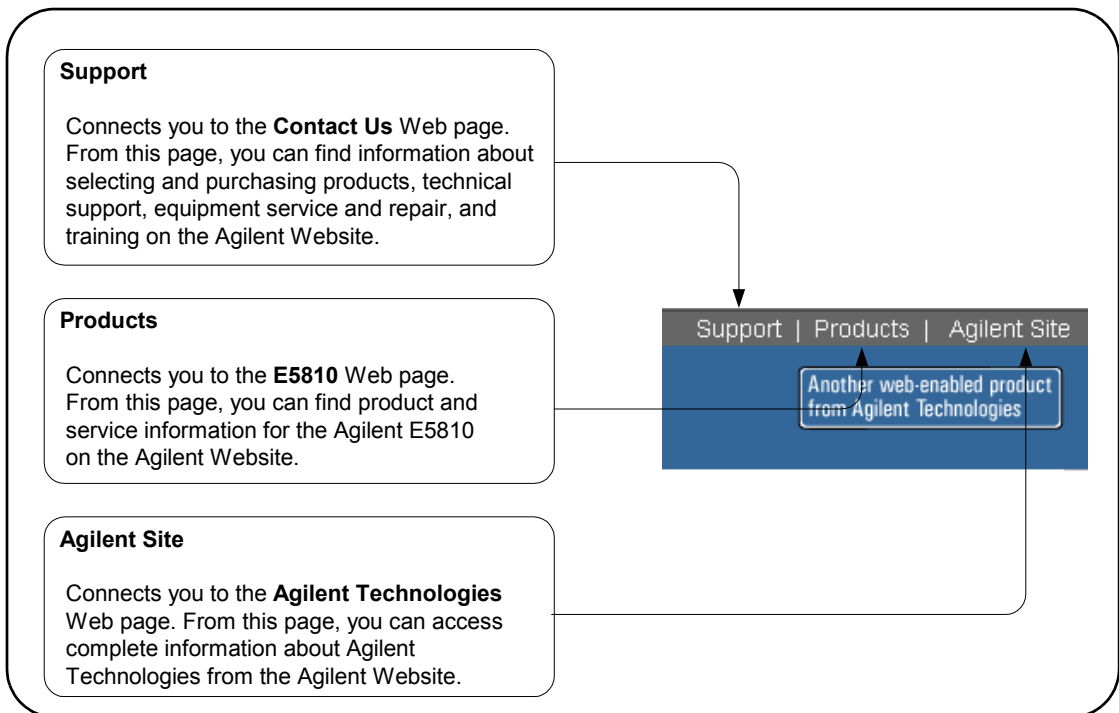 Support
Connects you to the Contact Us Web page.
From this page, you can find information about
selecting and purchasing products, technical
support, equipment service and repair, and
training on the Agilent Website.
Products
Connects you to the E5810 Web page.
From this page, you can find product and
service information for the Agilent E5810
on the Agilent Website.
Agilent Site
Connects you to the Agilent Technologies
Web page. From this page, you can access
complete information about Agilent
Technologies from the Agilent Website.
Support | Products | Agilent Site
Another web-enabled product
from Agilent Technologies